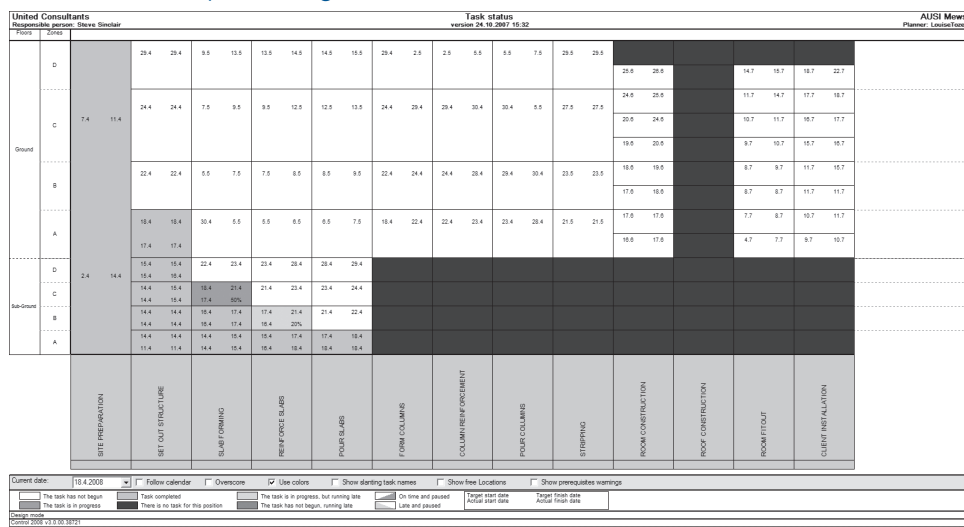 United Consultants Task status AUSI Mews
Responsible person: Steve Sinclair version 24.10.2007 15:32 Planner: LouiseToze
Floors Zones
D 29.4 29.4 9.5 13.5 13.5 14.5 14.5 15.5 29.4 2.5 2.5 5.5 5.5 7.5 29.5 29.5
25.6 26.6 14.7 15.7 18.7 22.7
24.6 25.6 11.7 14.7 17.7 18.7
24.4 24.4 7.5 9.5 9.5 12.5 12.5 13.5 24.4 29.4 29.4 30.4 30.4 5.5 27.5 27.5
C 7.4 11.4 20.6 24.6 10.7 11.7 16.7 17.7
Ground 19.6 20.6 9.7 10.7 15.7 16.7
22.4 22.4 5.5 7.5 7.5 8.5 8.5 9.5 22.4 24.4 24.4 28.4 29.4 30.4 23.5 23.5 18.6 19.6 8.7 9.7 11.7 15.7
B 17.6 18.6 8.7 8.7 11.7 11.7
18.4 18.4 30.4 5.5 5.5 6.5 6.5 7.5 18.4 22.4 22.4 23.4 23.4 28.4 21.5 21.5 17.6 17.6 7.7 8.7 10.7 11.7
A 17.4 17.4 16.6 17.6 4.7 7.7 9.7 10.7
D 2.4 14.4 15.4 15.4 22.4 23.4 23.4 28.4 28.4 29.4
15.4 16.4
C 14.4 15.4 18.4 21.4 21.4 23.4 23.4 24.4
14.4 15.4 17.4 50%
Sub-Ground B 14.4 14.4 16.4 17.4 17.4 21.4 21.4 22.4
14.4 14.4 16.4 17.4 16.4 20%
A 14.4 14.4 14.4 15.4 15.4 17.4 17.4 18.4
11.4 11.4 14.4 16.4 16.4 18.4 18.4 18.4
SITE PREPARATION
SET OUT STRUCTURE
SLAB FORMING
REINFORCE SLABS
POUR SLABS
FORM COLUMNS
COLUMN REINFORCEMENT
POUR COLUMNS
STRIPPING
ROOM CONSTRUCTION
ROOF CONSTRUCTION
ROOM FITOUT
CLIENT INSTALLATION
Current date: 18.4.2008 Follow calendar Overscore Use colors Show slanting task names Show free Locations Show prerequisites warnings
The task has not begun Task completed The task is in progress, but running late On time and paused Target start date Target finish date
Actual start date Actual finish date
The task is in progress There is no task for this position The task has not begun, running late Late and paused
Design mode
Control 2008 v3.0.00.38721